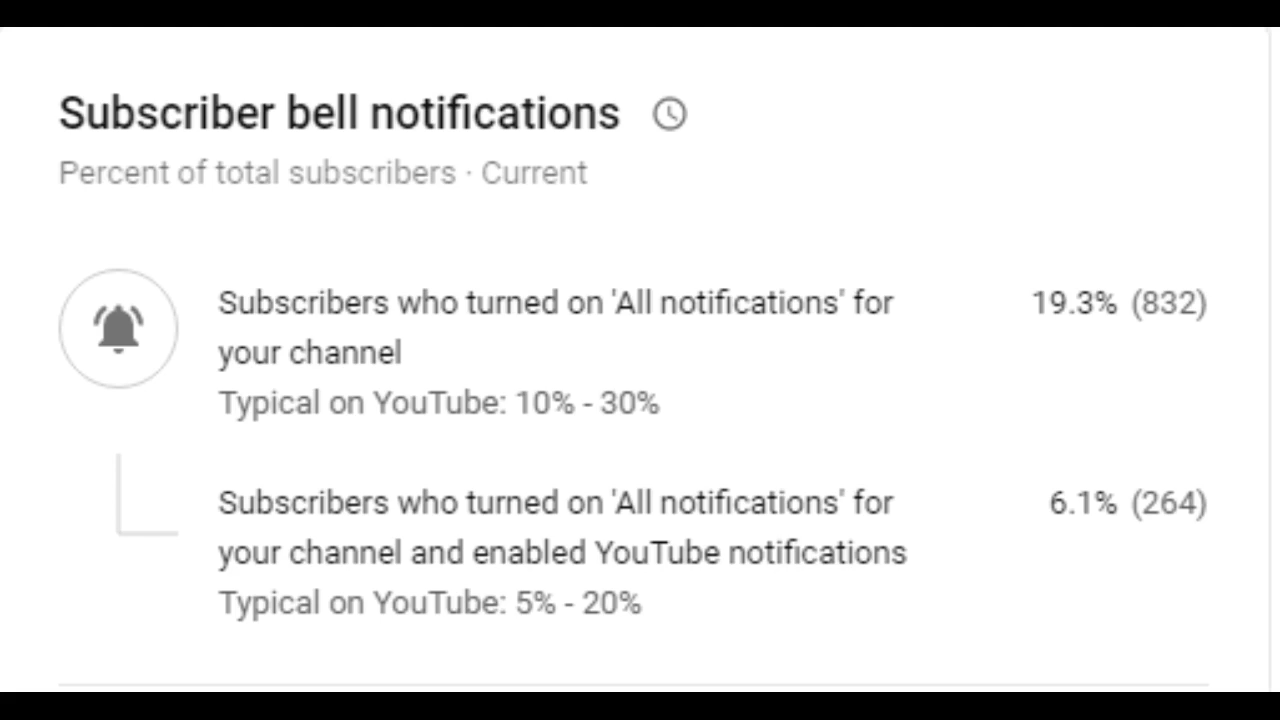 Subscriber bell notifications
Percent of total subscribers · Current
Subscribers who turned on 'All notifications' for 19.3% (832)
your channel
Typical on YouTube: 10% - 30%
Subscribers who turned on 'All notifications' for 6.1% (264)
your channel and enabled YouTube notifications
Typical on YouTube: 5% - 20%